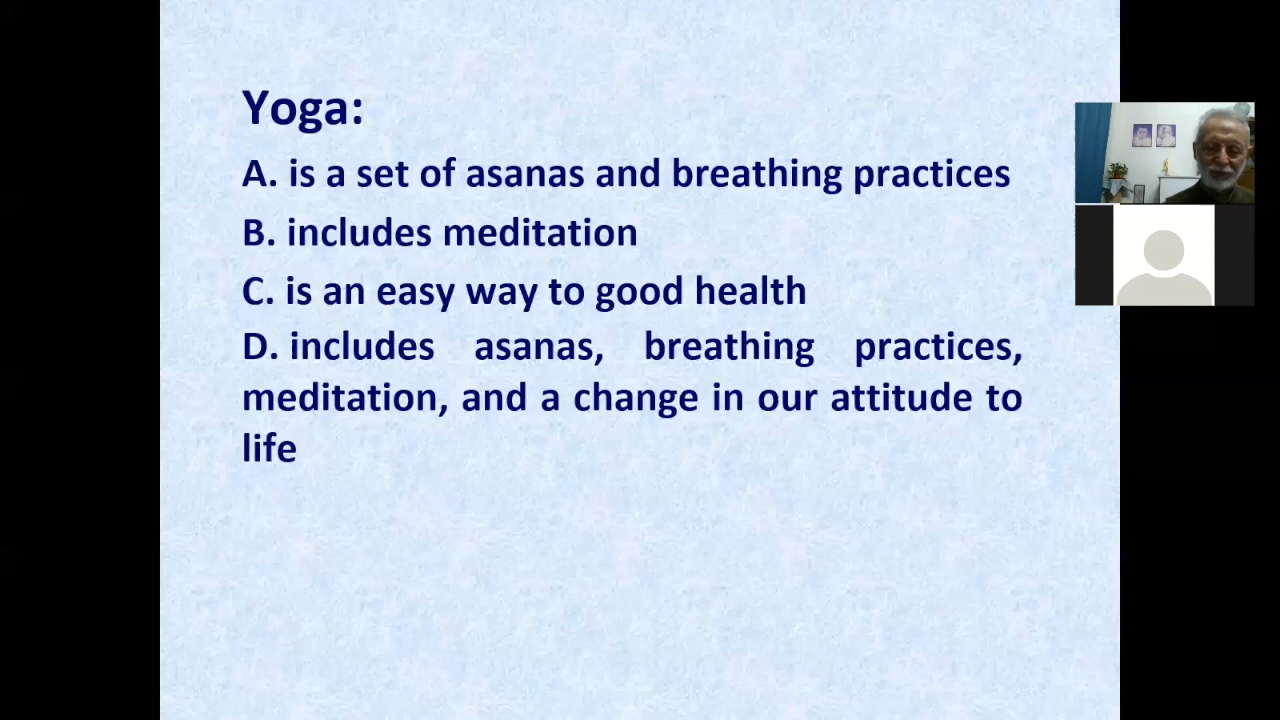 Yoga:
A. is a set of asanas and breathing practices
B. includes meditation
C. is an easy way to good health
D. includes asanas, breathing practices,
meditation, and a change in our attitude to
life